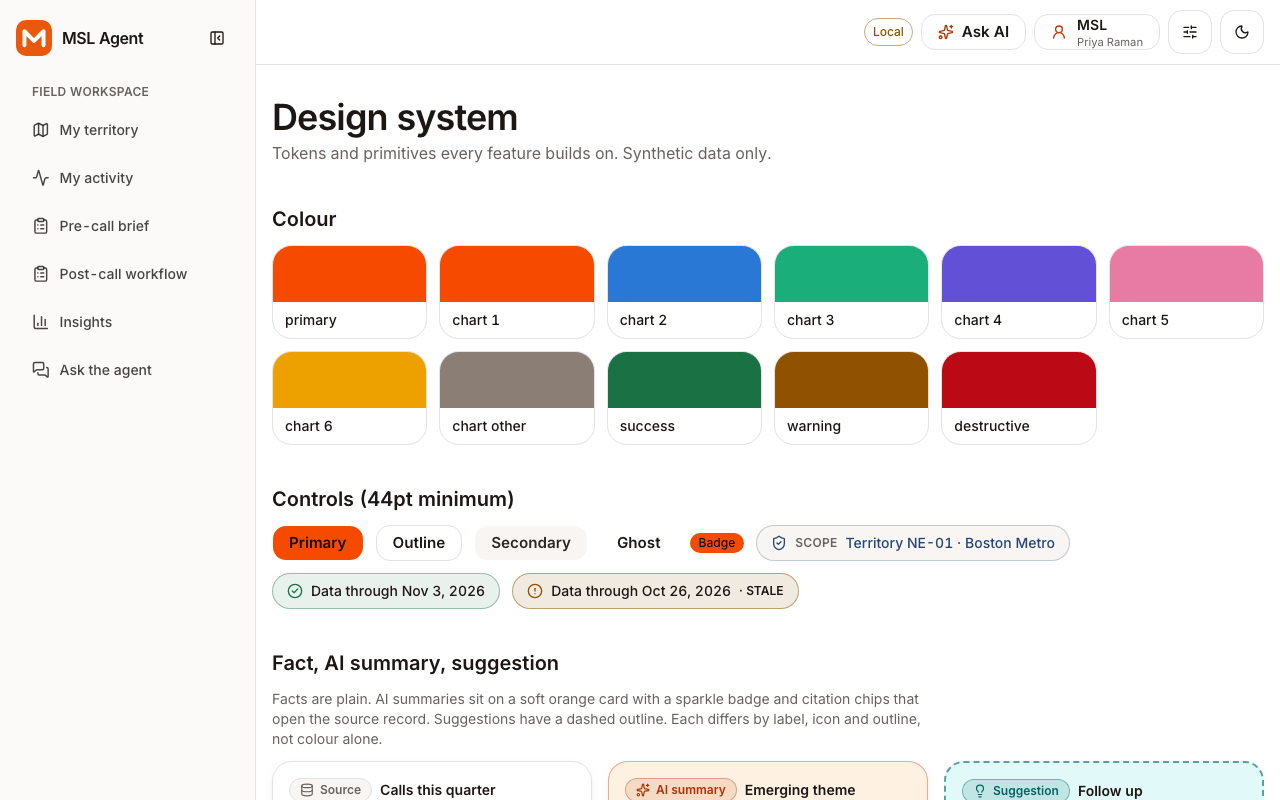 MSL Agent
Local
Ask AI
MSL
Priya Raman
FIELD WORKSPACE
My territory
My activity
Pre-call brief
Post-call workflow
Insights
Ask the agent
Design system
Tokens and primitives every feature builds on. Synthetic data only.
Colour
primary
chart 1
chart 2
chart 3
chart 4
chart 5
chart 6
chart other
success
warning
destructive
Controls (44pt minimum)
Primary
Outline
Secondary
Ghost
Badge
SCOPE Territory NE-01 · Boston Metro
Data through Nov 3, 2026
Data through Oct 26, 2026 · STALE
Fact, AI summary, suggestion
Facts are plain. AI summaries sit on a soft orange card with a sparkle badge and citation chips that
open the source record. Suggestions have a dashed outline. Each differs by label, icon and outline,
not colour alone.
Source Calls this quarter
AI summary Emerging theme
Suggestion Follow up